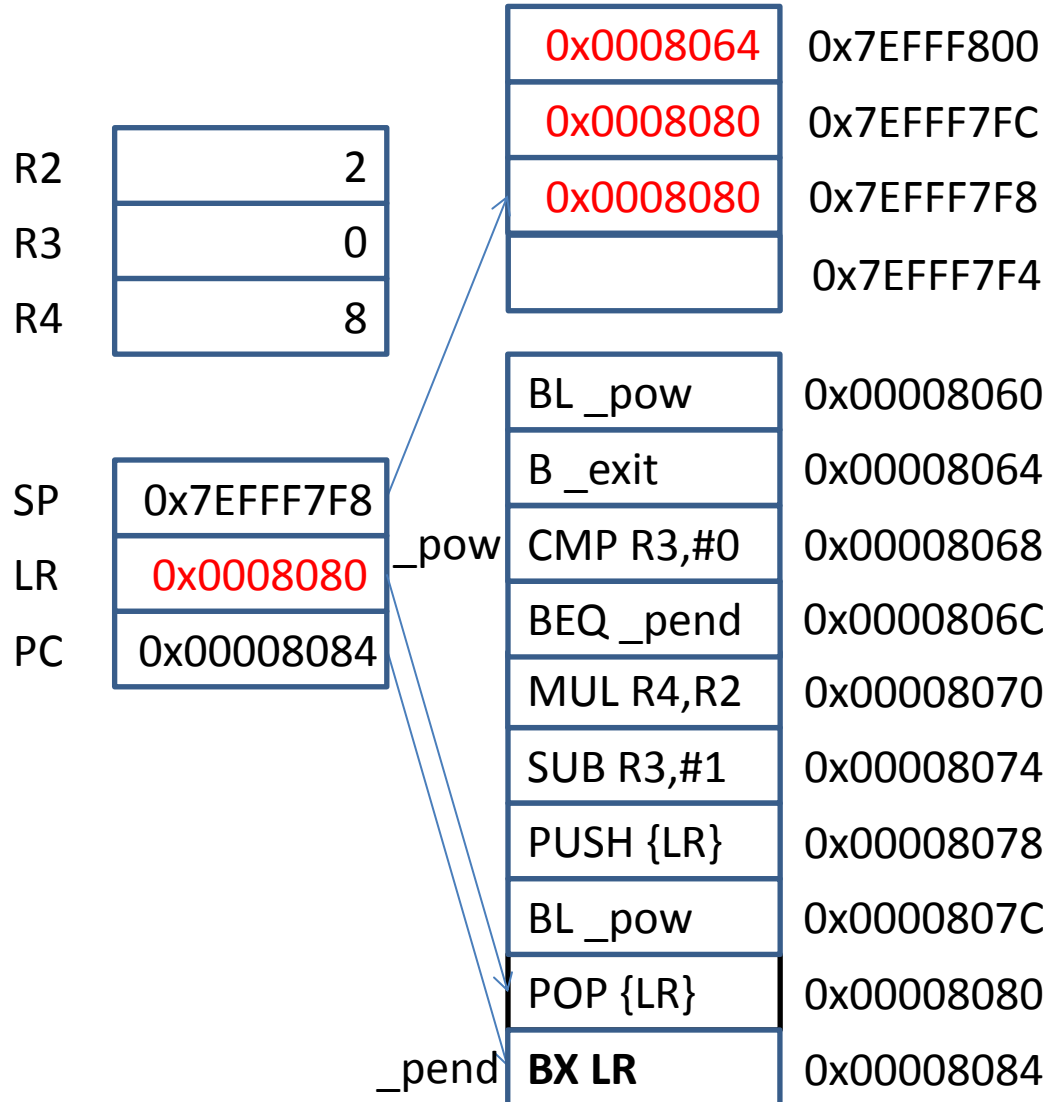 0x0008064 0x7EFFF800
0x0008080 0x7EFFF7FC
R2 2 0x0008080 0x7EFFF7F8
R3 0 0x7EFFF7F4
R4 8
BL _pow 0x00008060
SP 0x7EFFF7F8 B _exit 0x00008064
LR 0x0008080 _pow CMP R3,#0 0x00008068
PC 0x00008084 BEQ _pend 0x0000806C
MUL R4,R2 0x00008070
SUB R3,#1 0x00008074
PUSH {LR} 0x00008078
BL _pow 0x0000807C
POP {LR} 0x00008080
_pend BX LR 0x00008084